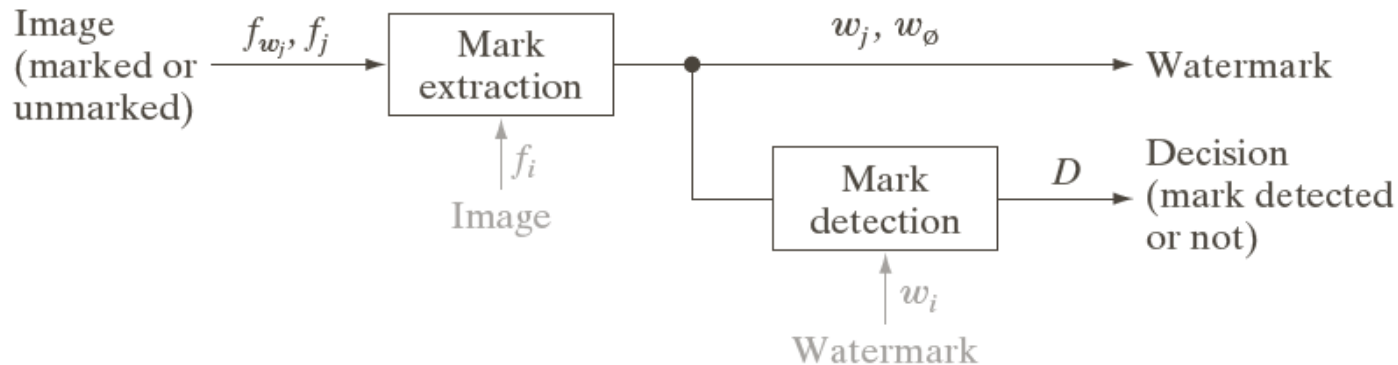 Image
(marked or
unmarked)
f_{w_j}, f_j
Mark
extraction
w_j, w_ø
Watermark
f_i
Image
Mark
detection
D
Decision
(mark detected
or not)
w_i
Watermark